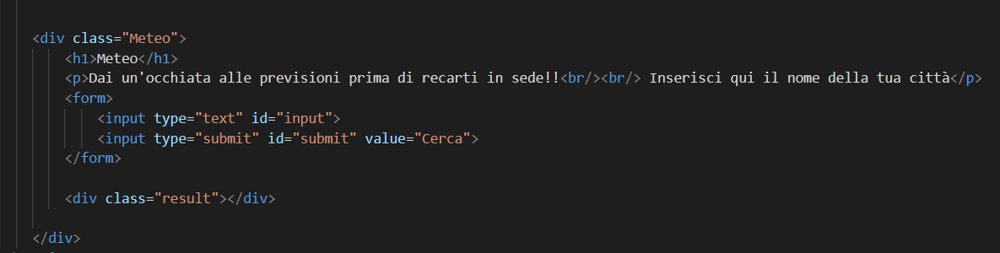 <div class="Meteo">
<h1>Meteo</h1>
<p>Dai un'occhiata alle previsioni prima di recarti in sede!!<br/><br/> Inserisci qui il nome della tua città</p>
<form>
<input type="text" id="input">
<input type="submit" id="submit" value="Cerca">
</form>
<div class="result"></div>
</div>